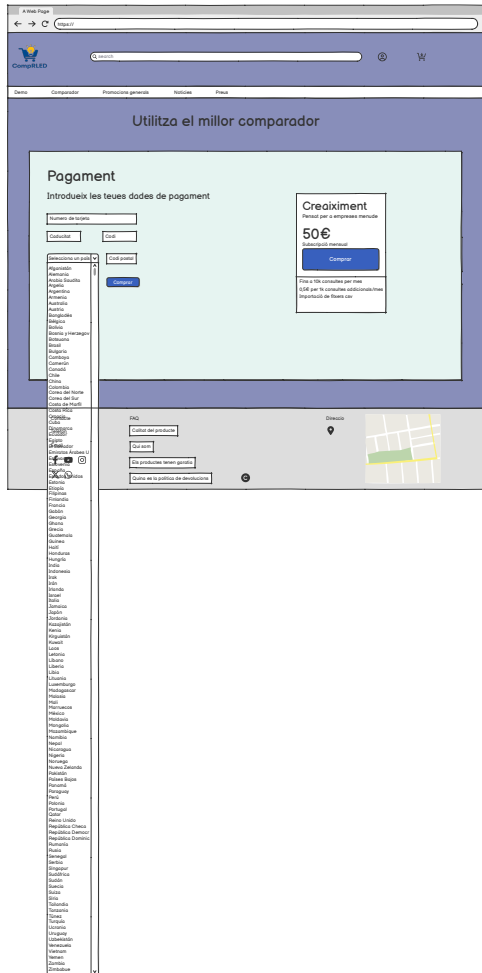 A Web Page
https://
search
CompRLED
Demo
Comparador
Promocions generals
Noticies
Preus
Utilitza el millor comparador
Pagament
Introdueix les teues dades de pagament
Numero de tarjeta
Caducitat
Codi
Selecciona un país
Codi postal
Comprar
Creaiximent
Pensat per a empreses menude
50€
Subscripció mensual
Comprar
Fins a 10k consultes per mes
0,5€ per 1k consultes addicionals/mes
Importació de fitxers csv
Afganistán
Alemania
Arabia Saudita
Argelia
Argentina
Armenia
Australia
Austria
Bangladés
Bélgica
Bolivia
Bosnia y Herzegov
Botsuana
Brasil
Bulgaria
Camboya
Camerún
Canadá
Chile
China
Colombia
Corea del Norte
Corea del Sur
Costa de Marfil
Costa Rica
Croacia
Cuba
Dinamarca
Ecuador
Egipto
El Salvador
Emiratos Árabes U
Eslovenia
España
Estados Unidos
Estonia
Etiopía
Filipinas
Finlandia
Francia
Gabón
Georgia
Ghana
Grecia
Guatemala
Guinea
Haití
Honduras
Hungría
India
Indonesia
Irak
Irán
Irlanda
Israel
Italia
Jamaica
Japón
Jordania
Kazajistán
Kenia
Kirguistán
Kuwait
Laos
Letonia
Líbano
Liberia
Libia
Lituania
Luxemburgo
Madagascar
Malasia
Malí
Marruecos
México
Moldavia
Mongolia
Mozambique
Namibia
Nepal
Nicaragua
Nigeria
Noruega
Nueva Zelanda
Pakistán
Países Bajos
Panamá
Paraguay
Perú
Polonia
Portugal
Qatar
Reino Unido
República Checa
República Democr
República Dominic
Rumanía
Rusia
Senegal
Serbia
Singapur
Sudáfrica
Sudán
Suecia
Suiza
Siria
Tailandia
Tanzania
Túnez
Turquía
Ucrania
Uruguay
Uzbekistán
Venezuela
Vietnam
Yemen
Zambia
Zimbabue
FAQ
Calitat del producte
Qui som
Els productes tenen garatia
Quina es la politica de devolucions
Direcció